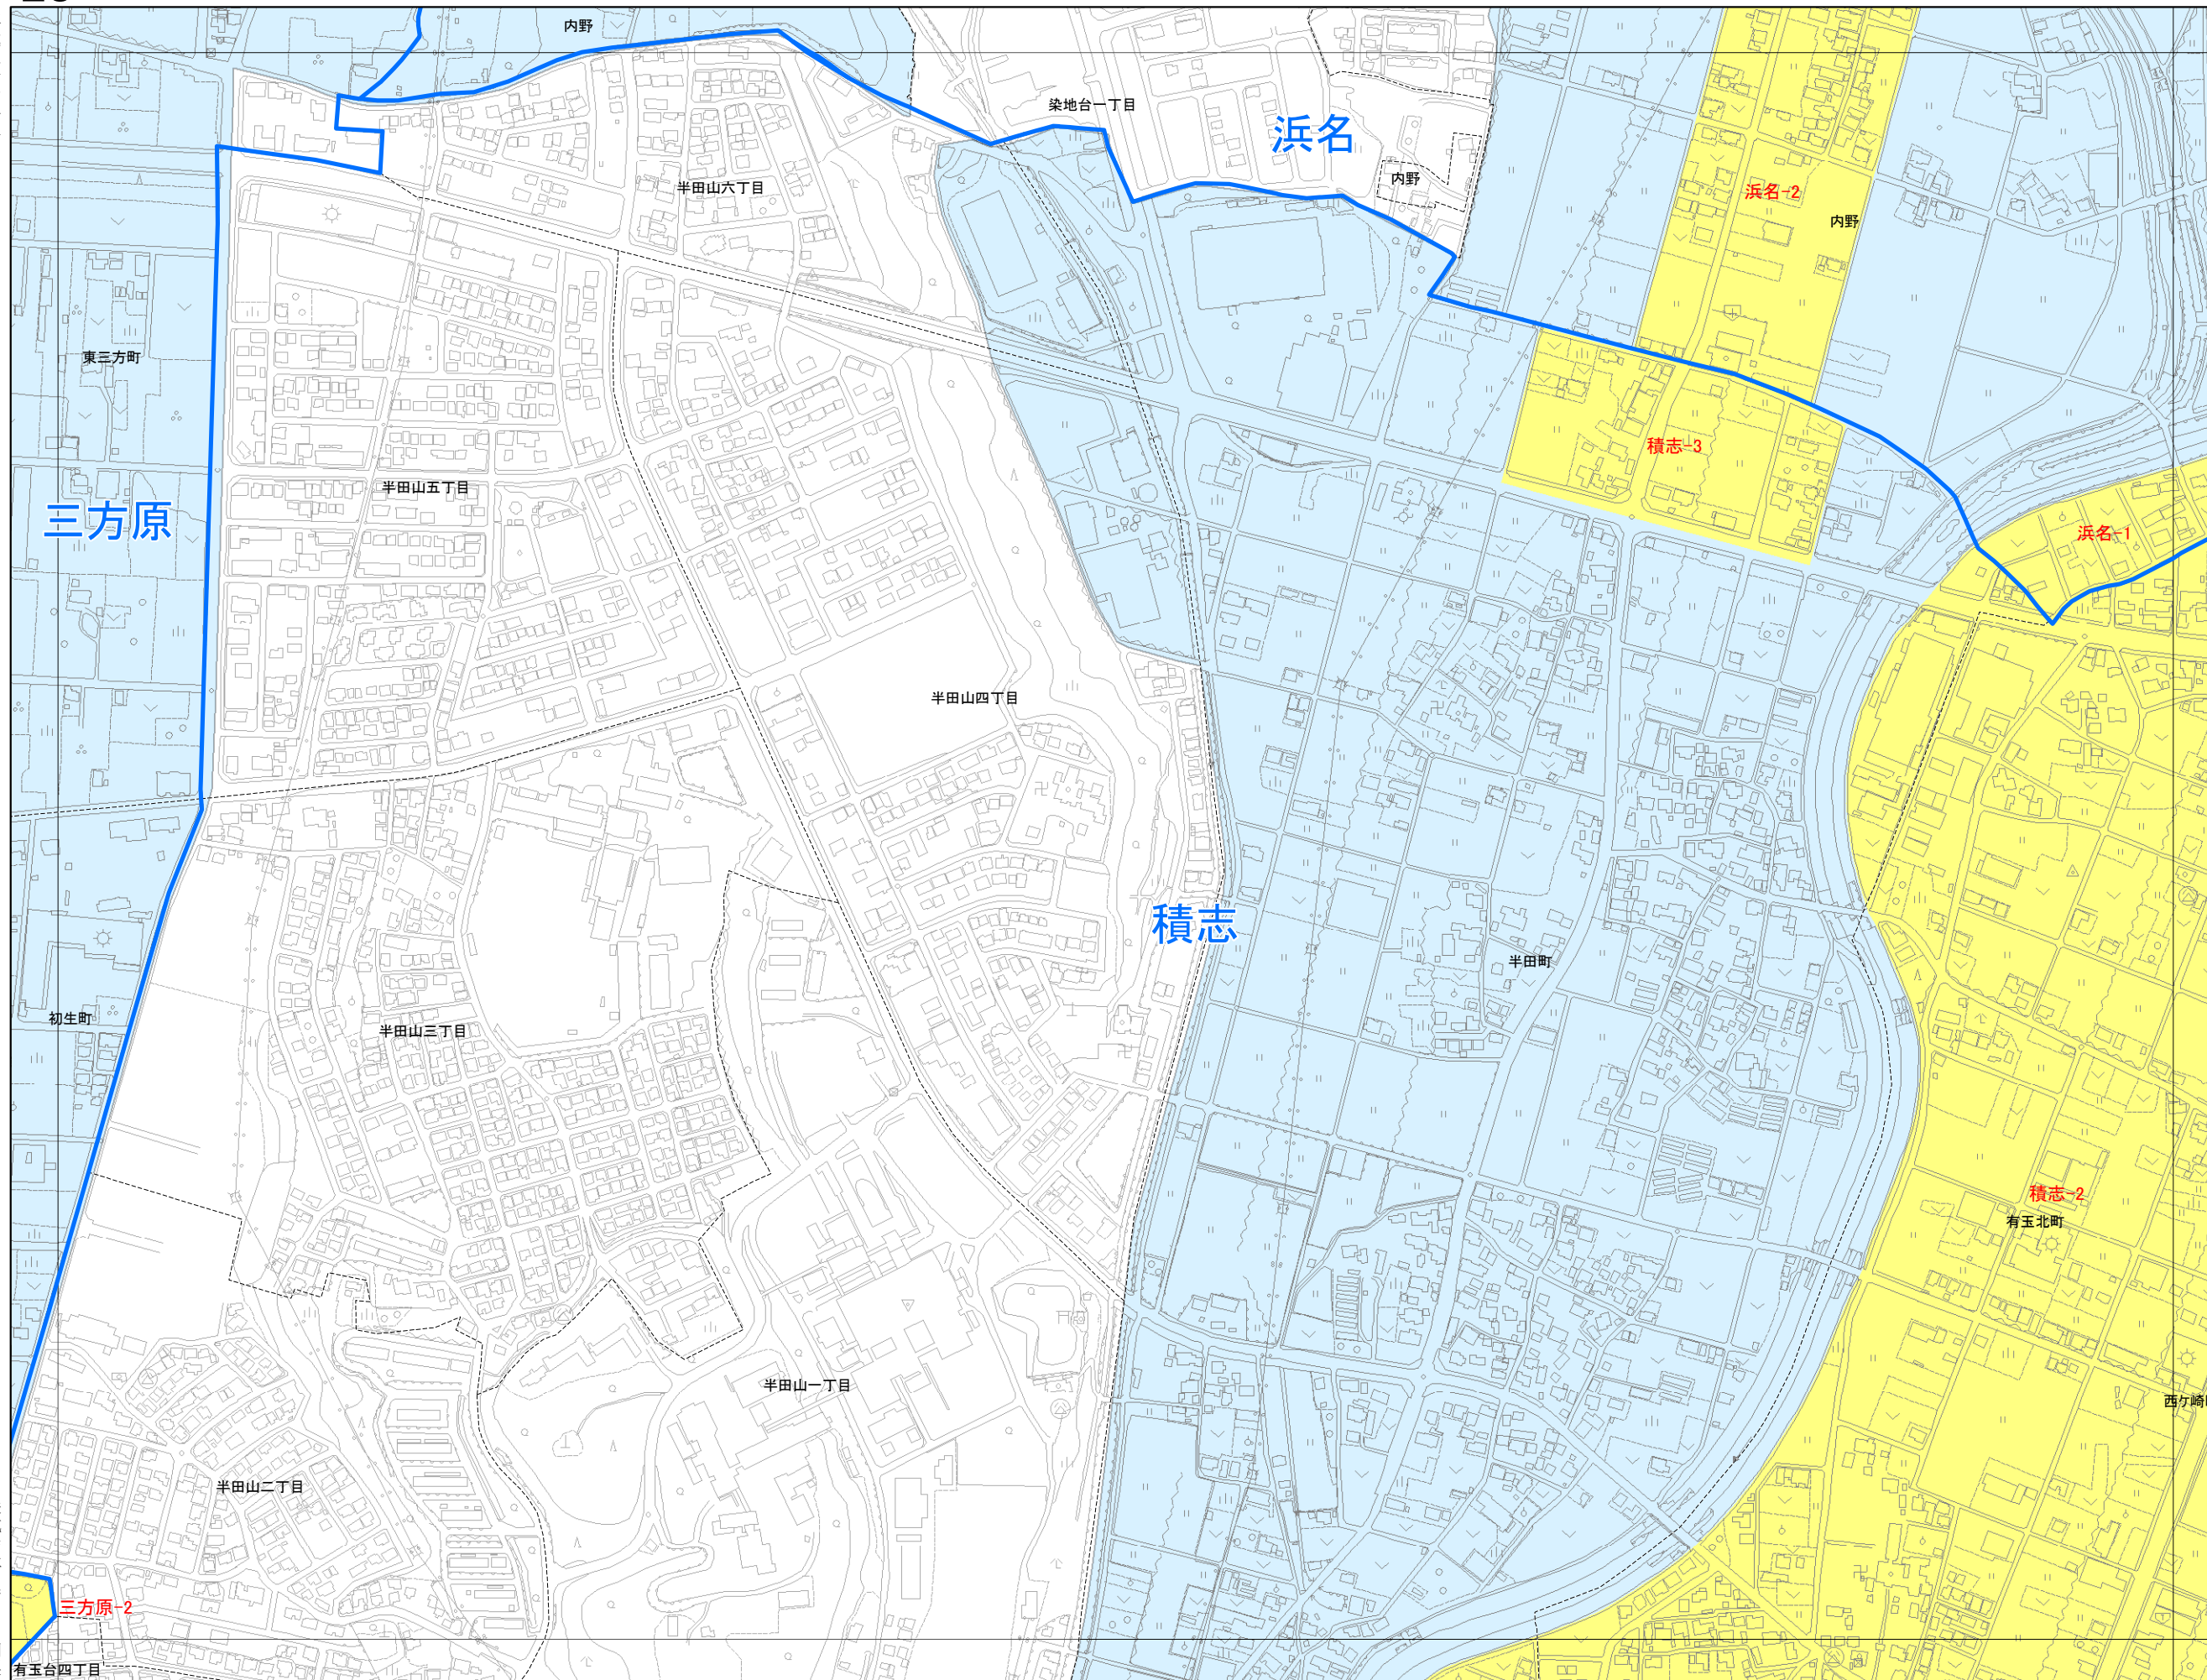 内野
染地台一丁目
浜名
内野
半田山六丁目
浜名-2
内野
東三方町
積志-3
半田山五丁目
三方原
浜名-1
半田山四丁目
積志
半田町
初生町
半田山三丁目
積志-2
有玉北町
半田山一丁目
西ケ崎
半田山二丁目
三方原-2
有玉台四丁目